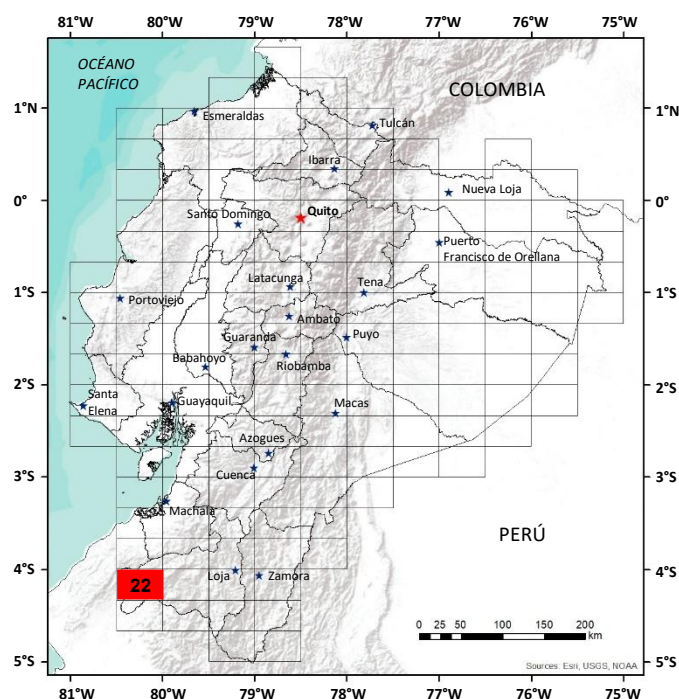 81°W 80°W 79°W 78°W 77°W 76°W 75°W
OCÉANO
PACÍFICO
COLOMBIA
1°N 1°N
Esmeraldas
Tulcán
Ibarra
Nueva Loja
0° 0°
Santo Domingo
Quito
Puerto
Francisco de Orellana
Latacunga
Tena
1°S 1°S
Portoviejo
Ambato
Guaranda
Puyo
Babahoyo
Riobamba
2°S 2°S
Santa
Elena
Guayaquil
Macas
Azogues
Cuenca
3°S 3°S
Machala
PERÚ
4°S 4°S
22
Loja
Zamora
0 25 50 100 150 200
km
5°S 5°S
Sources: Esri, USGS, NOAA
81°W 80°W 79°W 78°W 77°W 76°W 75°W